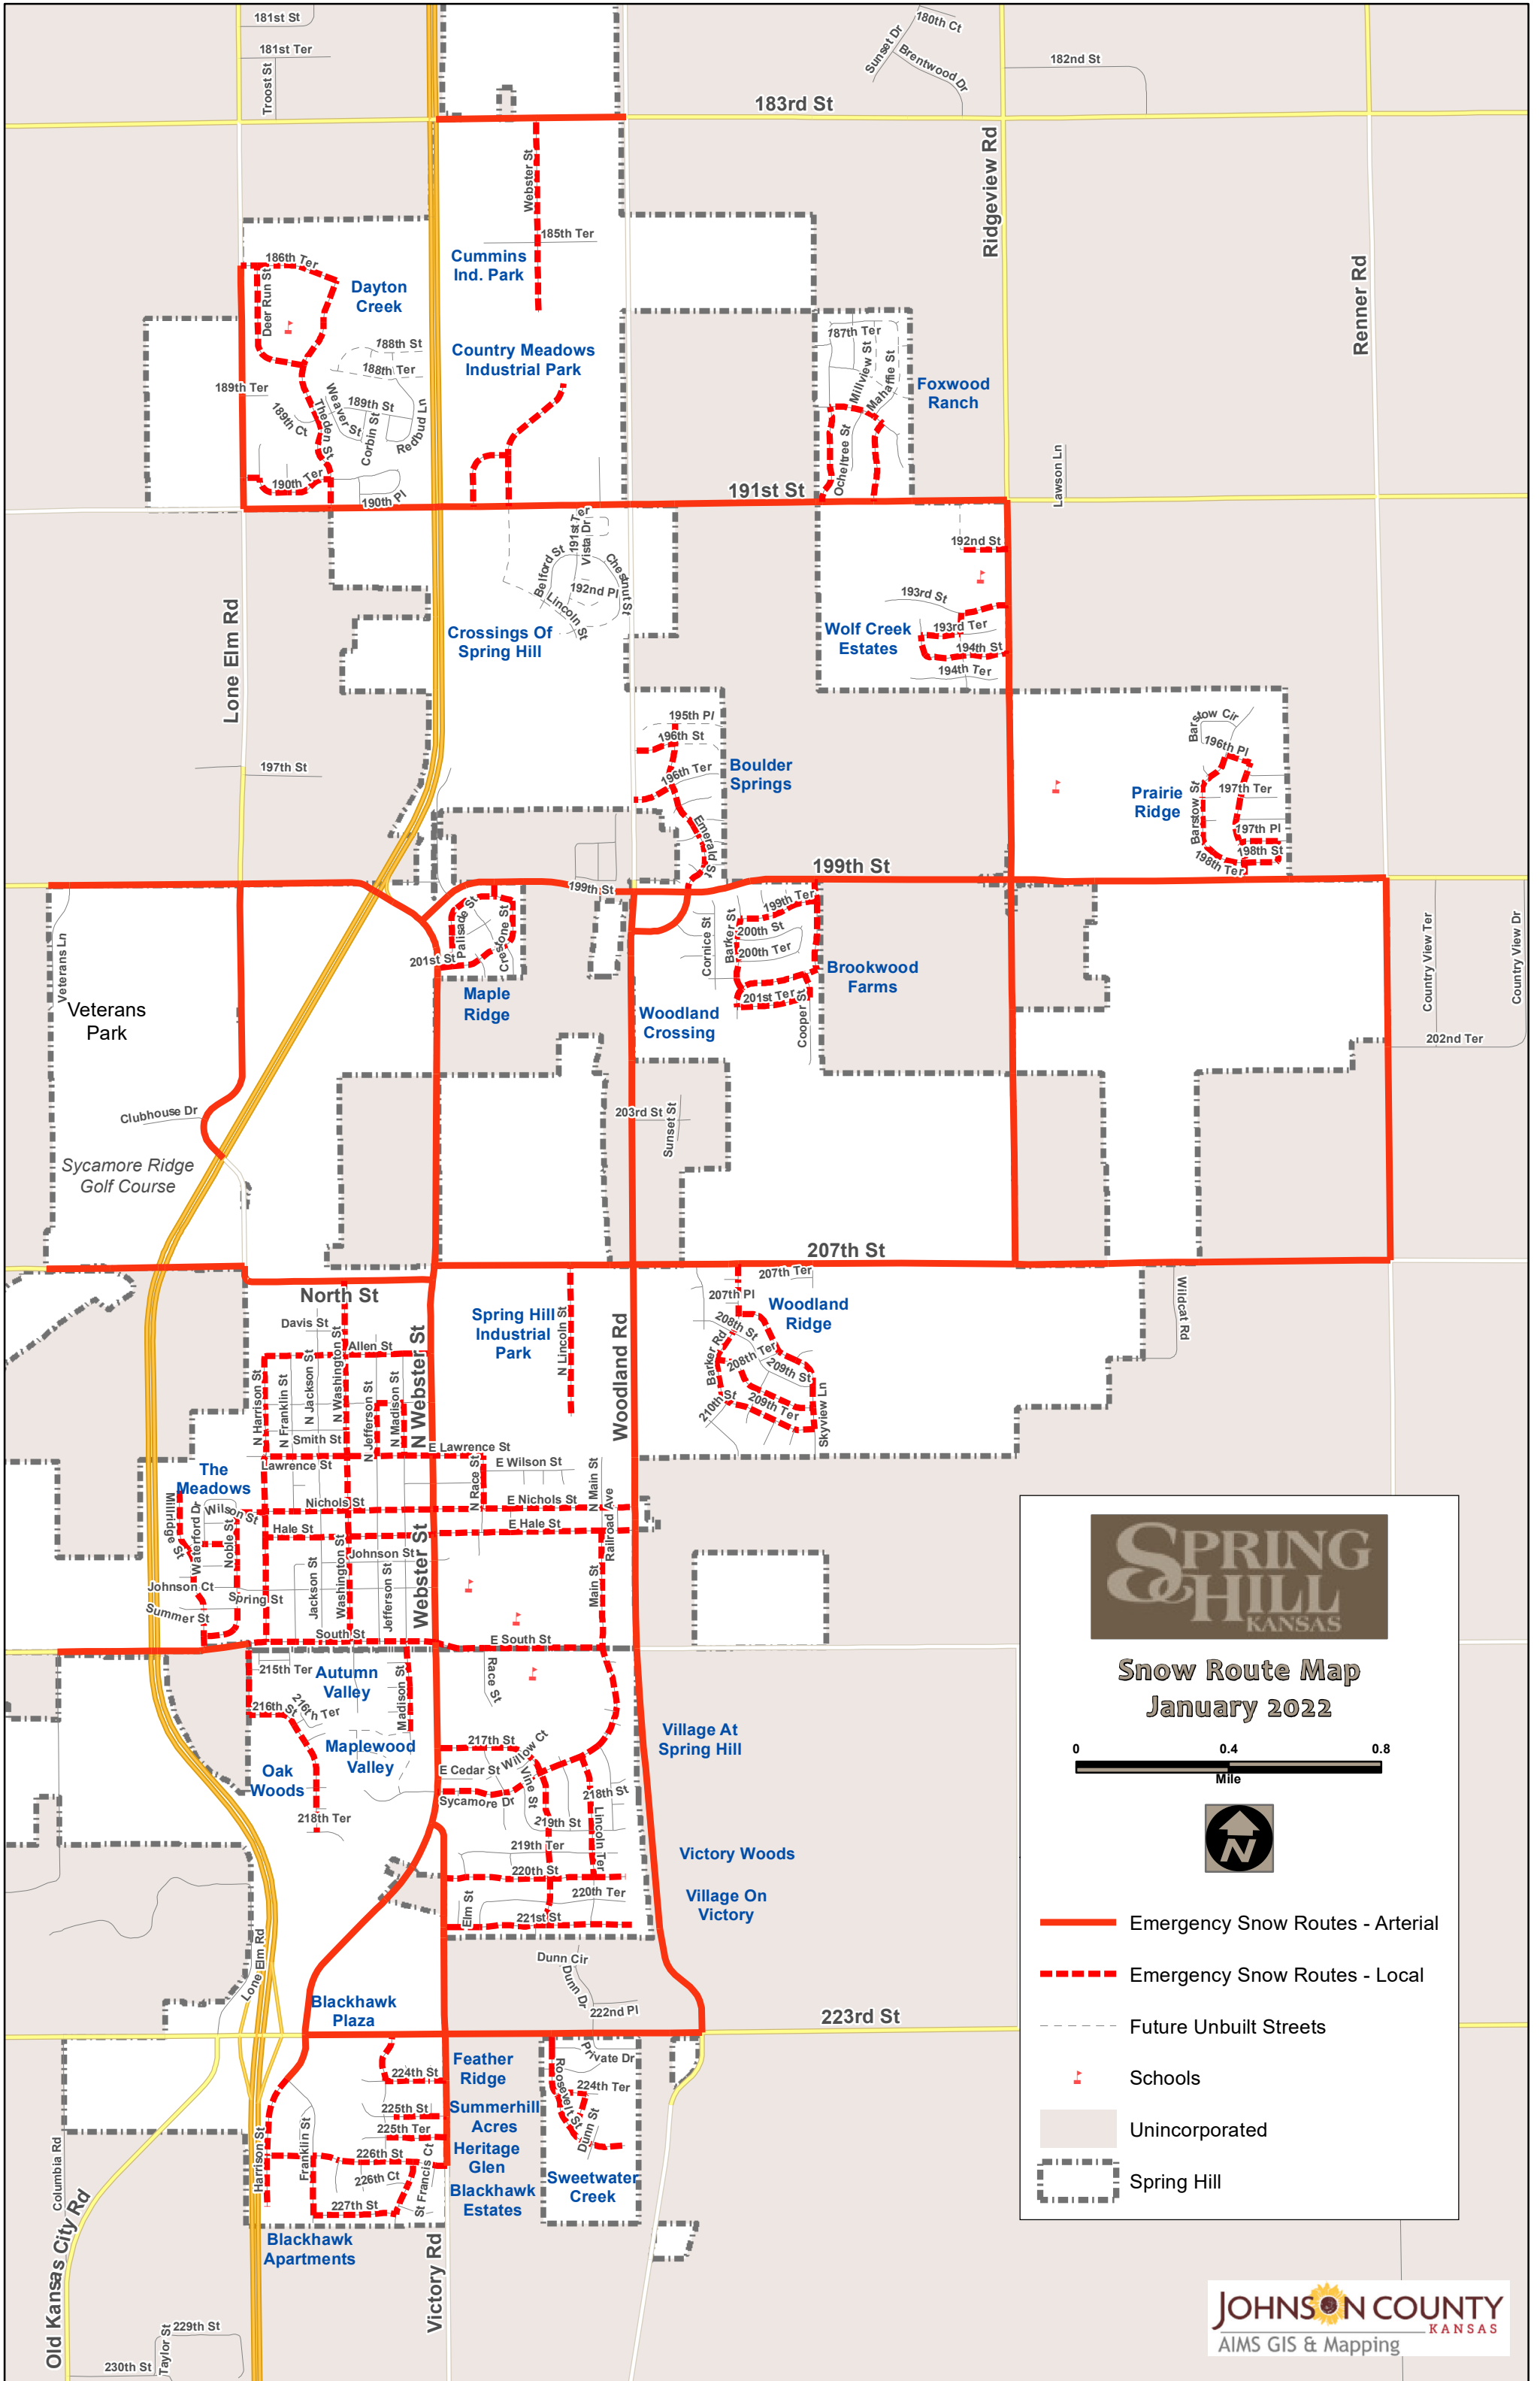 181st St
181st Ter
Troost St
180th Ct
Sunset Dr
Brentwood Dr
182nd St
183rd St
Ridgeview Rd
Renner Rd
Webster St
185th Ter
Cummins
Ind. Park
186th Ter
Deer Run St
Dayton
Creek
188th St
188th Ter
189th Ter
189th St
189th Ct
Weaver St
Theden St
Corbin St
Redbud Ln
190th Ter
190th Pl
Country Meadows
Industrial Park
187th Ter
Millview St
Mahaffie St
Ocheltree St
Foxwood
Ranch
Lawson Ln
191st St
191st Ter
Vista Dr
Belford St
Chestnut St
192nd Pl
Lincoln St
192nd St
193rd St
193rd Ter
194th St
194th Ter
Wolf Creek
Estates
Crossings Of
Spring Hill
Lone Elm Rd
197th St
195th Pl
196th St
196th Ter
Emerald St
Boulder
Springs
Barstow Cir
196th Pl
197th Ter
Barstow St
197th Pl
198th St
198th Ter
Prairie
Ridge
199th St
199th St
199th Ter
Palisade St
Crestone St
201st St
Maple
Ridge
Cornice St
Barker St
200th St
200th Ter
201st Ter
Cooper St
Brookwood
Farms
Woodland
Crossing
Veterans Ln
Veterans
Park
Country View Ter
Country View Dr
202nd Ter
203rd St
Sunset St
Clubhouse Dr
Sycamore Ridge
Golf Course
207th St
North St
207th Ter
207th Pl
208th St
208th Ter
209th St
209th Ter
210th St
Barker Rd
Skyview Ln
Woodland
Ridge
Wildcat Rd
Spring Hill
Industrial
Park
N Lincoln St
Woodland Rd
Davis St
Allen St
N Harrison St
N Franklin St
N Jackson St
N Washington St
N Jefferson St
N Madison St
N Webster St
Smith St
Lawrence St
E Lawrence St
E Wilson St
N Race St
N Main St
Railroad Ave
Nichols St
E Nichols St
Hale St
E Hale St
The
Meadows
Millridge St
Waterford Dr
Wilson St
Noble St
Johnson Ct
Summer St
Spring St
Johnson St
Jackson St
Washington St
Jefferson St
Webster St
Main St
South St
E South St
215th Ter
216th St
216th Ter
Autumn
Valley
Madison St
Maplewood
Valley
Oak
Woods
218th Ter
Race St
217th St
Willow Ct
E Cedar St
Sycamore Dr
Vine St
218th St
219th St
Lincoln Ter
219th Ter
220th St
220th Ter
Elm St
221st St
Village At
Spring Hill
Victory Woods
Village On
Victory
Dunn Cir
Dunn Dr
222nd Pl
223rd St
Lone Elm Rd
Blackhawk
Plaza
Feather
Ridge
224th St
225th St
225th Ter
226th St
226th Ct
227th St
Summerhill
Acres
Heritage
Glen
Blackhawk
Estates
Harrison St
Franklin St
St Francis Ct
Private Dr
224th Ter
Roosevelt St
Dunn St
Sweetwater
Creek
Blackhawk
Apartments
Victory Rd
Columbia Rd
Old Kansas City Rd
229th St
Taylor St
230th St
SPRING
HILL
KANSAS
Snow Route Map
January 2022
0 0.4 0.8
Mile
N
Emergency Snow Routes - Arterial
Emergency Snow Routes - Local
Future Unbuilt Streets
Schools
Unincorporated
Spring Hill
JOHNSON COUNTY
KANSAS
AIMS GIS & Mapping